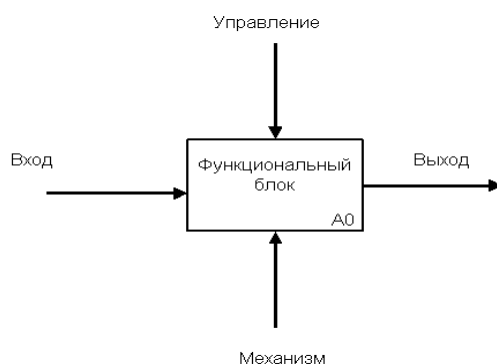 Управление
Вход
Функциональный
блок
Выход
A0
Механизм